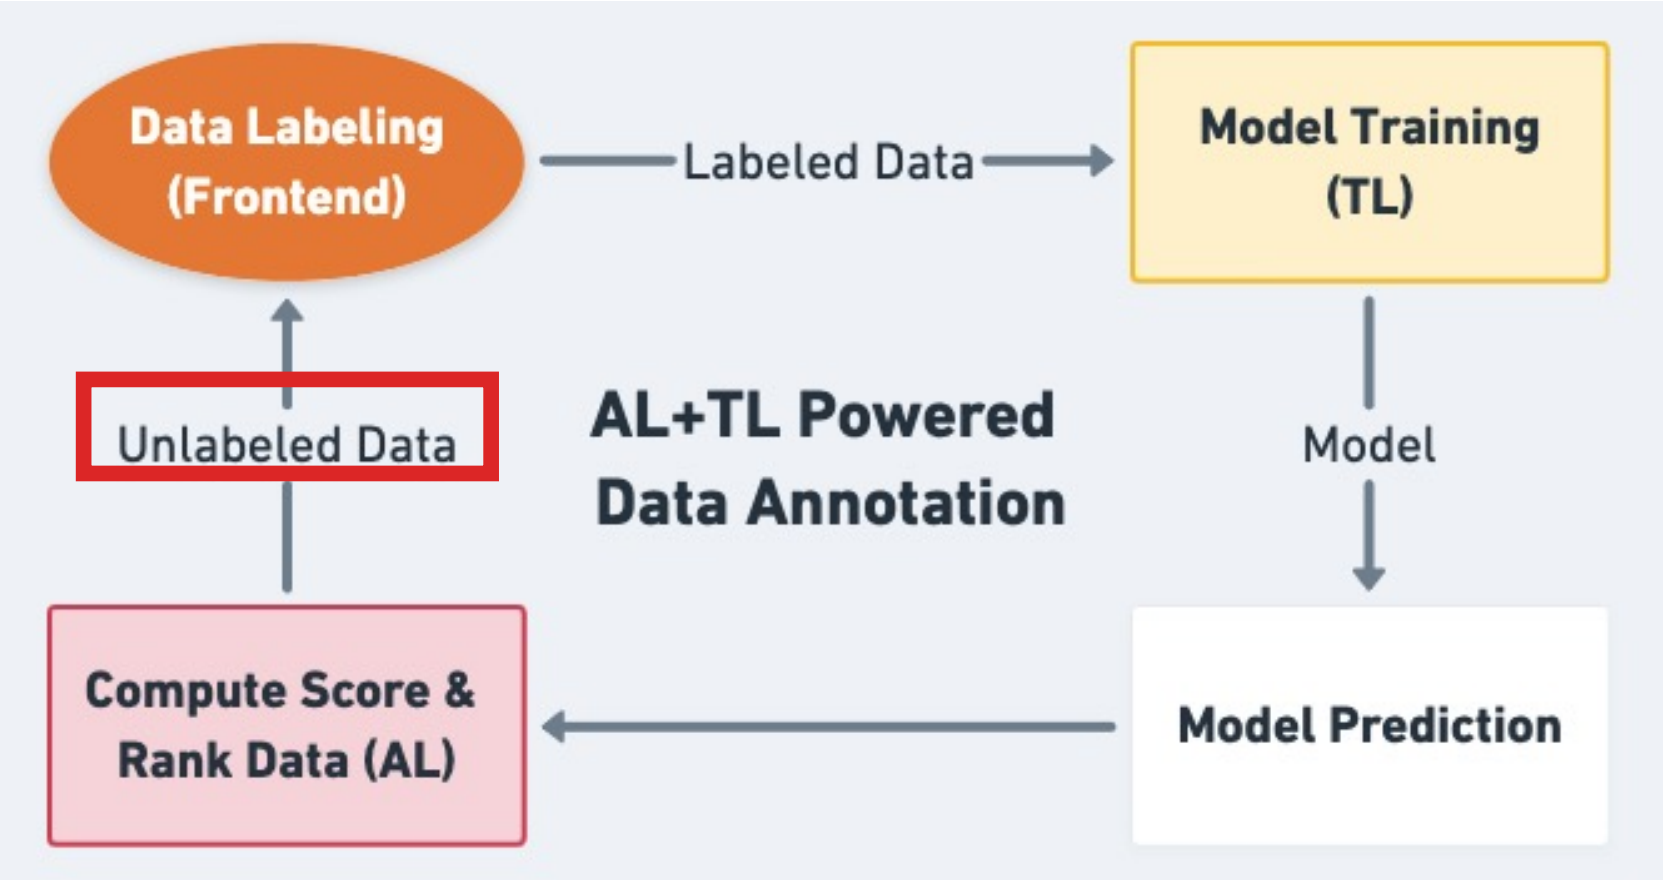 Data Labeling
(Frontend)
Labeled Data
Model Training
(TL)
Unlabeled Data
AL+TL Powered
Data Annotation
Model
Compute Score &
Rank Data (AL)
Model Prediction